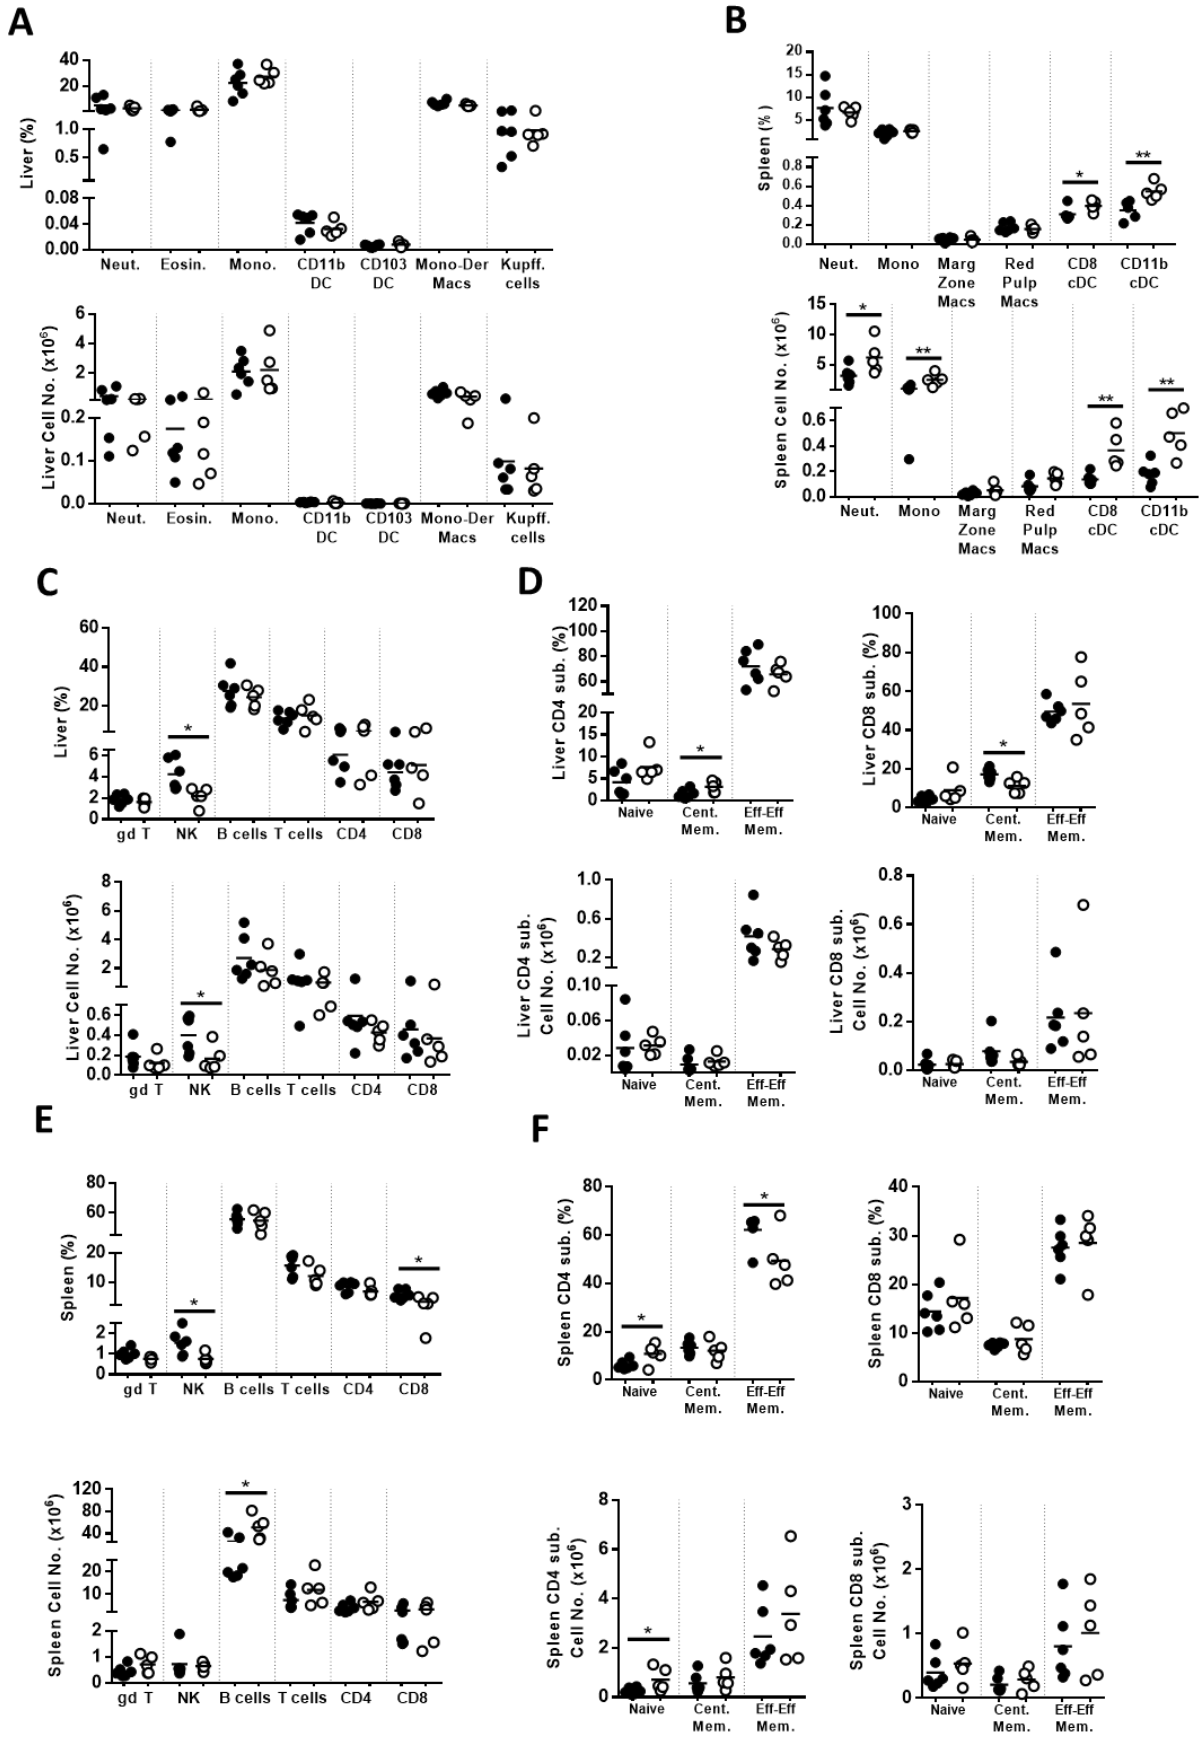 A
Liver (%)
40
20
1.0
0.5
0.08
0.04
0.00
Neut. Eosin. Mono. CD11b CD103 Mono-Der Kupff.
DC DC Macs cells
Liver Cell No. (x10⁶)
6
4
2
0.2
0.1
0.0
Neut. Eosin. Mono. CD11b CD103 Mono-Der Kupff.
DC DC Macs cells
B
Spleen (% )
20
15
10
5
0.8
0.6
0.4
0.2
0.0
* **
Neut. Mono Marg Red CD8 CD11b
Zone Pulp cDC cDC
Macs Macs
Spleen Cell No. (x10⁶)
15
10
5
0.6
0.4
0.2
0.0
* ** ** **
Neut. Mono Marg Red CD8 CD11b
Zone Pulp cDC cDC
Macs Macs
C
Liver (%)
60
40
20
6
4
2
0
*
gd T NK B cells T cells CD4 CD8
Liver Cell No. (x10⁶)
8
6
4
2
0.6
0.4
0.2
0.0
*
gd T NK B cells T cells CD4 CD8
D
Liver CD4 sub. (%)
120
100
80
60
20
15
10
5
0
*
Naive Cent. Eff-Eff
Mem. Mem.
Liver CD8 sub. (%)
100
80
60
40
20
0
*
Naive Cent. Eff-Eff
Mem. Mem.
Liver CD4 sub.
Cell No. (x10⁶)
1.0
0.6
0.2
0.10
0.06
0.02
Naive Cent. Eff-Eff
Mem. Mem.
Liver CD8 sub.
Cell No. (x10⁶)
0.8
0.6
0.4
0.2
0.0
Naive Cent. Eff-Eff
Mem. Mem.
E
Spleen (%)
80
60
20
10
2
1
0
* *
gd T NK B cells T cells CD4 CD8
Spleen Cell No. (x10⁶)
120
80
40
20
10
2
1
0
*
gd T NK B cells T cells CD4 CD8
F
Spleen CD4 sub. (%)
80
60
40
20
0
* *
Naive Cent. Eff-Eff
Mem. Mem.
Spleen CD8 sub. (%)
40
30
20
10
0
Naive Cent. Eff-Eff
Mem. Mem.
Spleen CD4 sub.
Cell No. (x10⁶)
8
6
4
2
0
*
Naive Cent. Eff-Eff
Mem. Mem.
Spleen CD8 sub.
Cell No. (x10⁶)
3
2
1
0
Naive Cent. Eff-Eff
Mem. Mem.